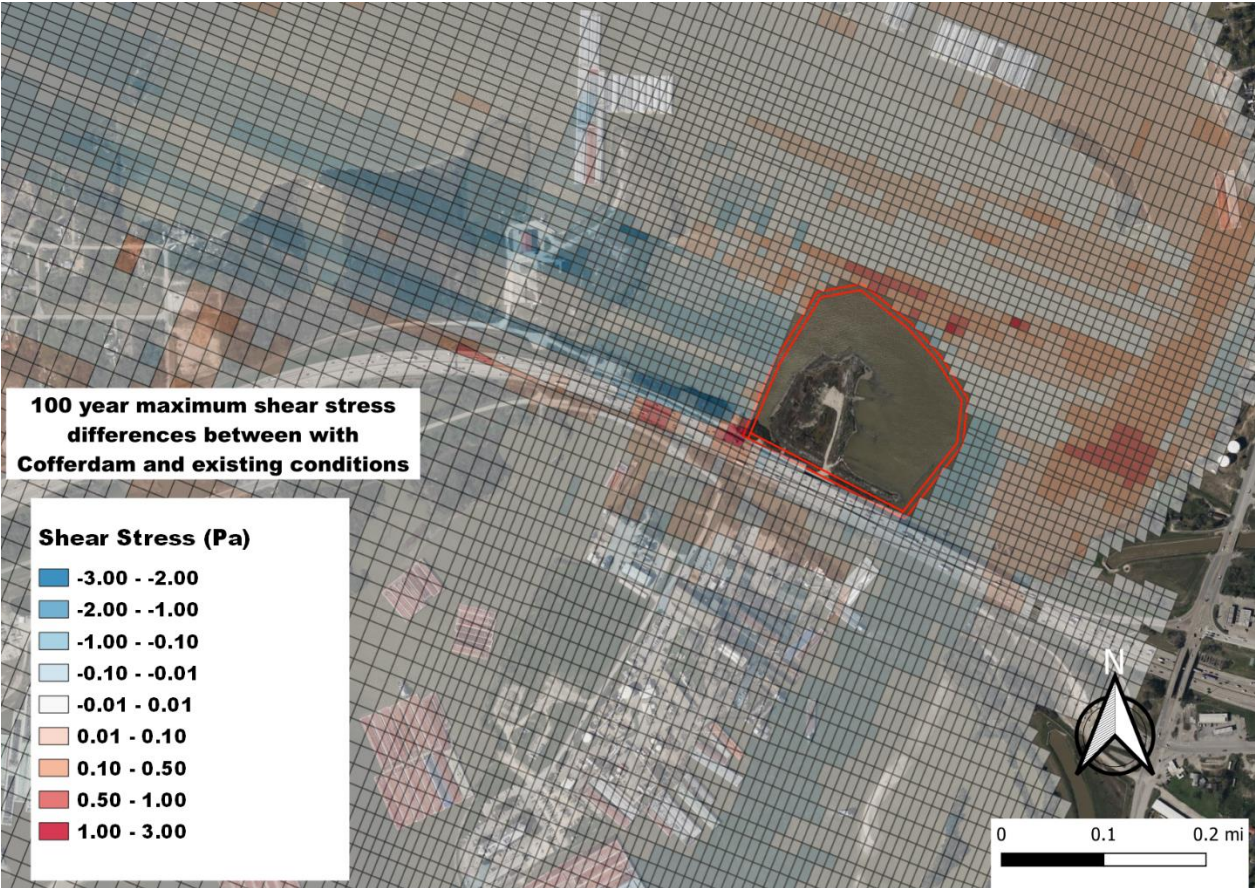 100 year maximum shear stress
differences between with
Cofferdam and existing conditions
Shear Stress (Pa)
-3.00 - -2.00
-2.00 - -1.00
-1.00 - -0.10
-0.10 - -0.01
-0.01 - 0.01
0.01 - 0.10
0.10 - 0.50
0.50 - 1.00
1.00 - 3.00
N
0 0.1 0.2 mi